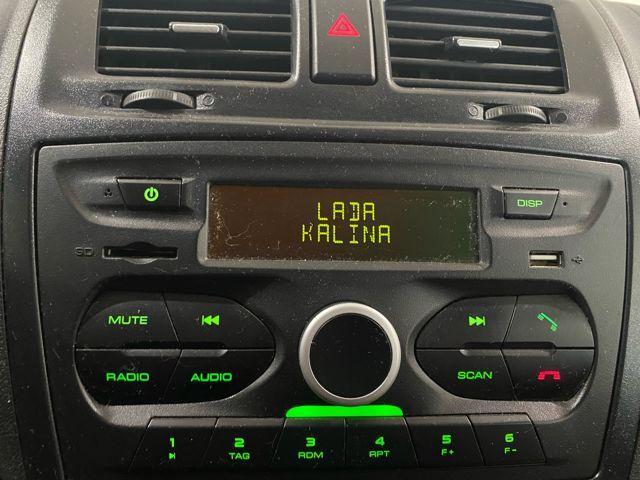 LADA
KALINA
DISP
SD
MUTE
RADIO
AUDIO
SCAN
1
2
TAG
3
RDM
4
RPT
5
F+
6
F-